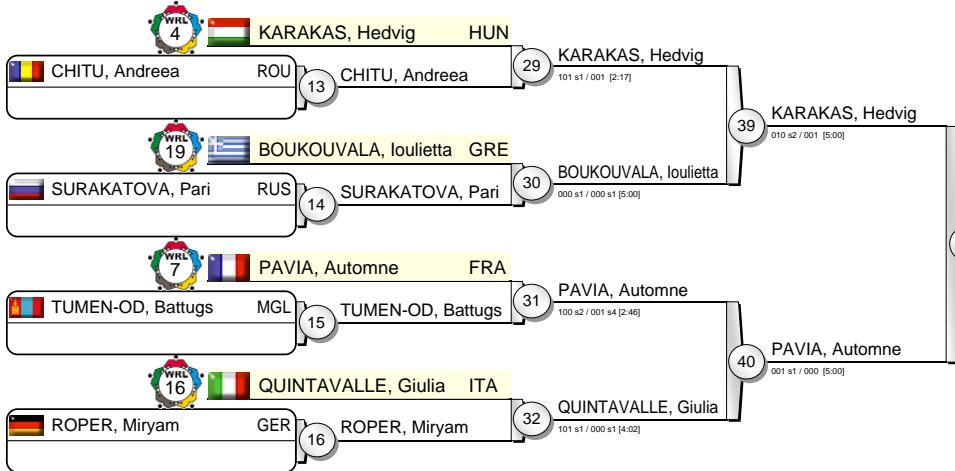 WRL
4
KARAKAS, Hedvig HUN
CHITU, Andreea ROU
13
CHITU, Andreea
29
KARAKAS, Hedvig
101 s1 / 001 [2:17]
39
KARAKAS, Hedvig
010 s2 / 001 [5:00]
WRL
19
BOUKOUVALA, Ioulietta GRE
SURAKATOVA, Pari RUS
14
SURAKATOVA, Pari
30
BOUKOUVALA, Ioulietta
000 s1 / 000 s1 [5:00]
WRL
7
PAVIA, Automne FRA
TUMEN-OD, Battugs MGL
15
TUMEN-OD, Battugs
31
PAVIA, Automne
100 s2 / 001 s4 [2:46]
40
PAVIA, Automne
001 s1 / 000 [5:00]
WRL
16
QUINTAVALLE, Giulia ITA
ROPER, Miryam GER
16
ROPER, Miryam
32
QUINTAVALLE, Giulia
101 s1 / 000 s1 [4:02]